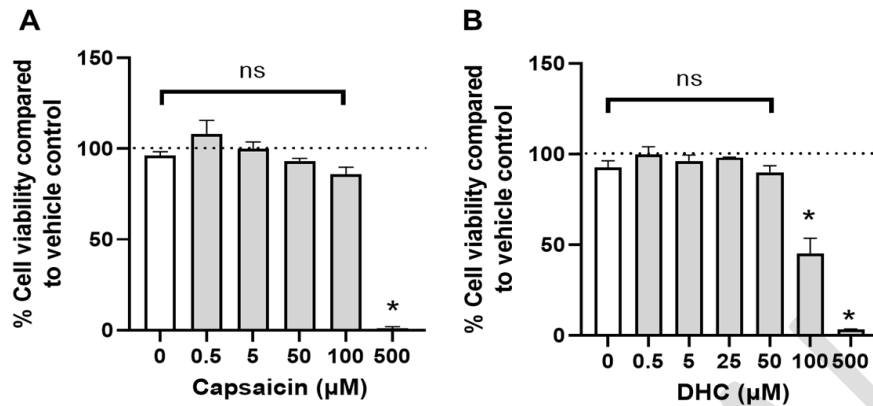 A
% Cell viability compared
to vehicle control
150
100
50
0
ns
*
0 0.5 5 50 100 500
Capsaicin (µM)
B
% Cell viability compared
to vehicle control
150
100
50
0
ns
*
*
0 0.5 5 25 50 100 500
DHC (µM)